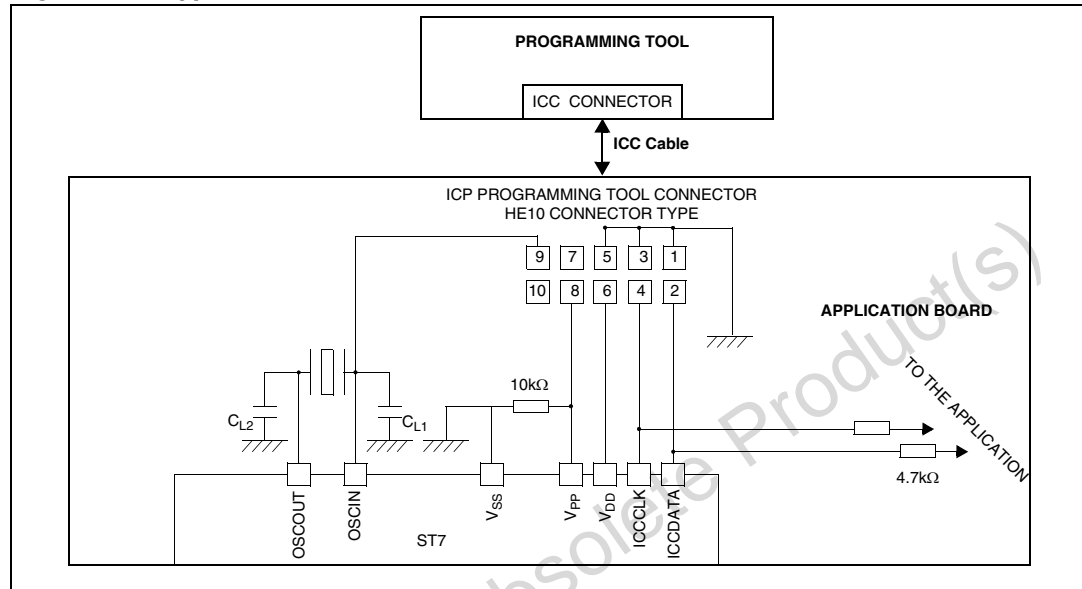 PROGRAMMING TOOL
ICC CONNECTOR
ICC Cable
ICP PROGRAMMING TOOL CONNECTOR
HE10 CONNECTOR TYPE
9 7 5 3 1
10 8 6 4 2
APPLICATION BOARD
TO THE APPLICATION
10kΩ
CL2
CL1
4.7kΩ
OSCOUT
OSCIN
VSS
VPP
VDD
ICCCLK
ICCDATA
ST7
Obsolete Product(s)